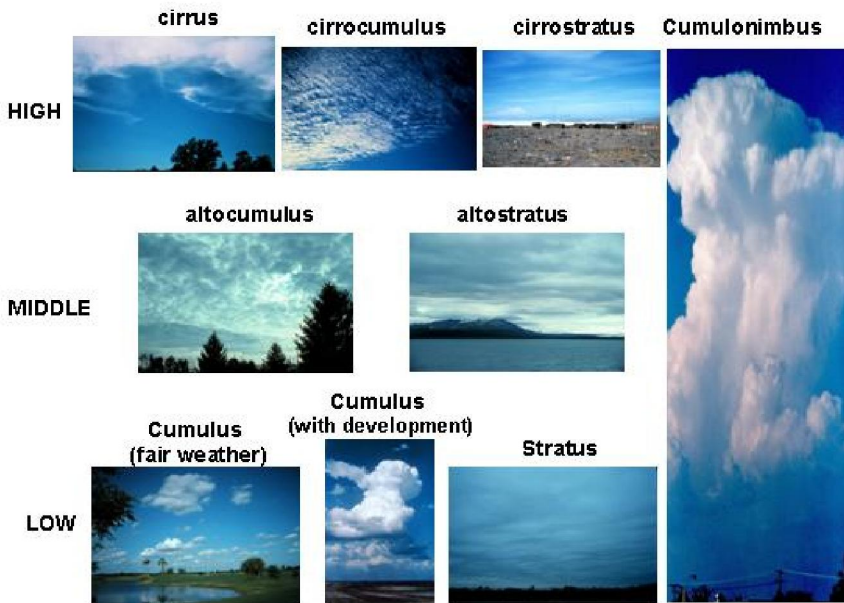 cirrus
cirrocumulus
cirrostratus
Cumulonimbus
HIGH
altocumulus
altostratus
MIDDLE
Cumulus
(fair weather)
Cumulus
(with development)
Stratus
LOW